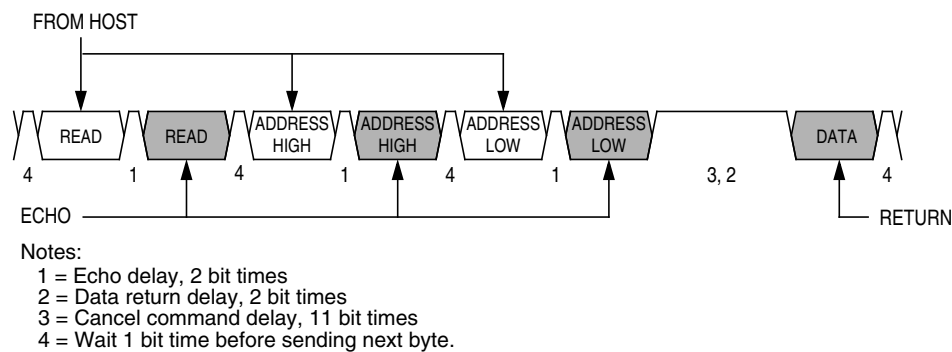 FROM HOST
READ READ ADDRESS HIGH ADDRESS HIGH ADDRESS LOW ADDRESS LOW DATA
4 1 4 1 4 1 3, 2 4
ECHO RETURN
Notes:
1 = Echo delay, 2 bit times
2 = Data return delay, 2 bit times
3 = Cancel command delay, 11 bit times
4 = Wait 1 bit time before sending next byte.